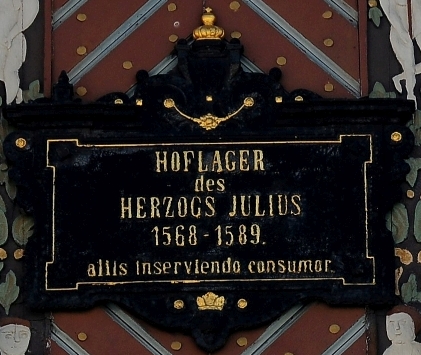 HOFLAGER
des
HERZOGS JULIUS
1568-1589.
aliis inserviendo consumor.